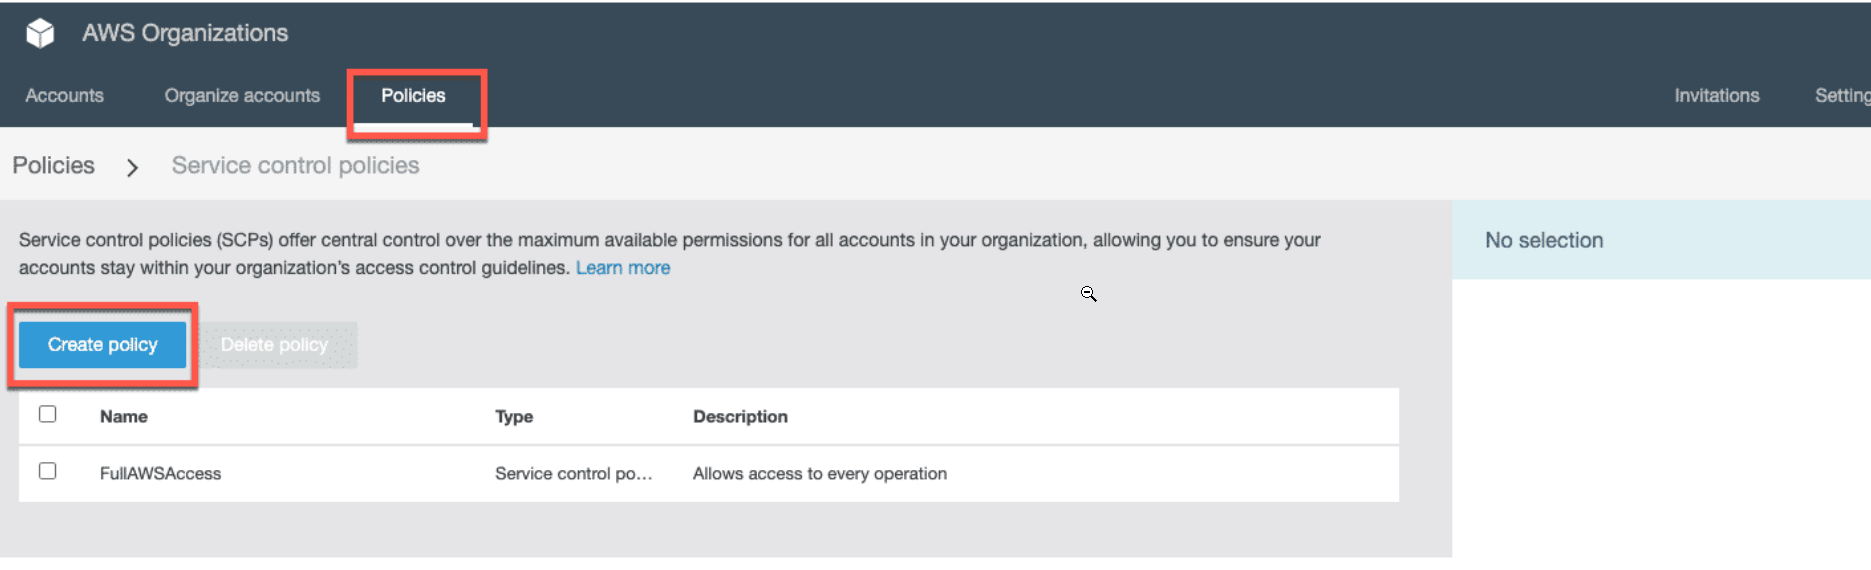 AWS Organizations
Accounts Organize accounts Policies Invitations Setting
Policies > Service control policies
Service control policies (SCPs) offer central control over the maximum available permissions for all accounts in your organization, allowing you to ensure your
accounts stay within your organization's access control guidelines. Learn more
No selection
Create policy Delete policy
Name Type Description
FullAWSAccess Service control po... Allows access to every operation